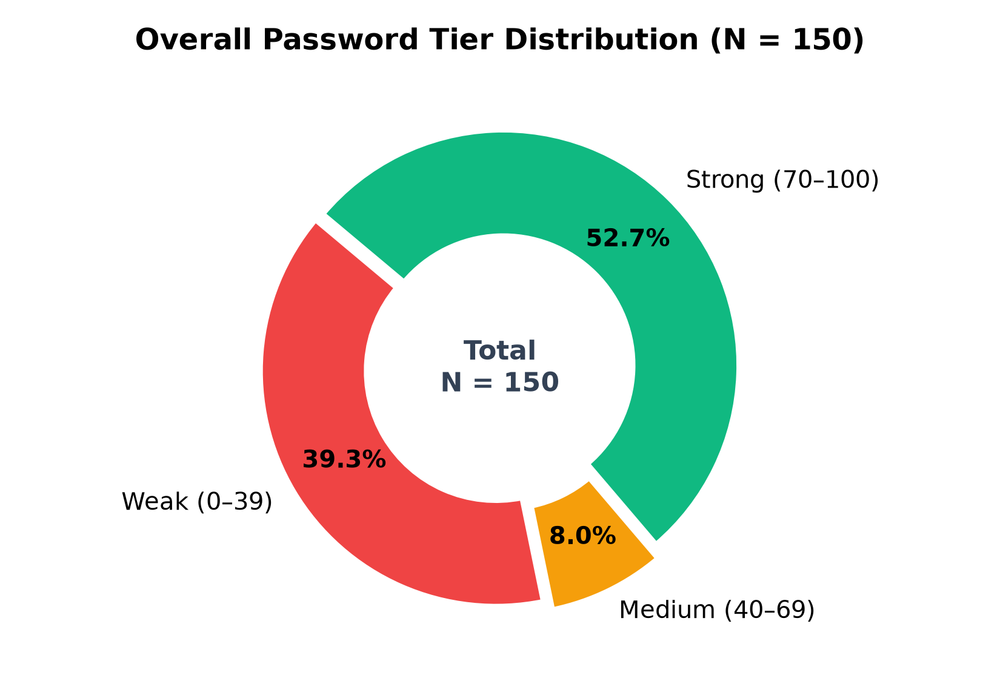 Overall Password Tier Distribution (N = 150)
Strong (70–100)
52.7%
Total
N = 150
39.3%
Weak (0–39)
8.0%
Medium (40–69)